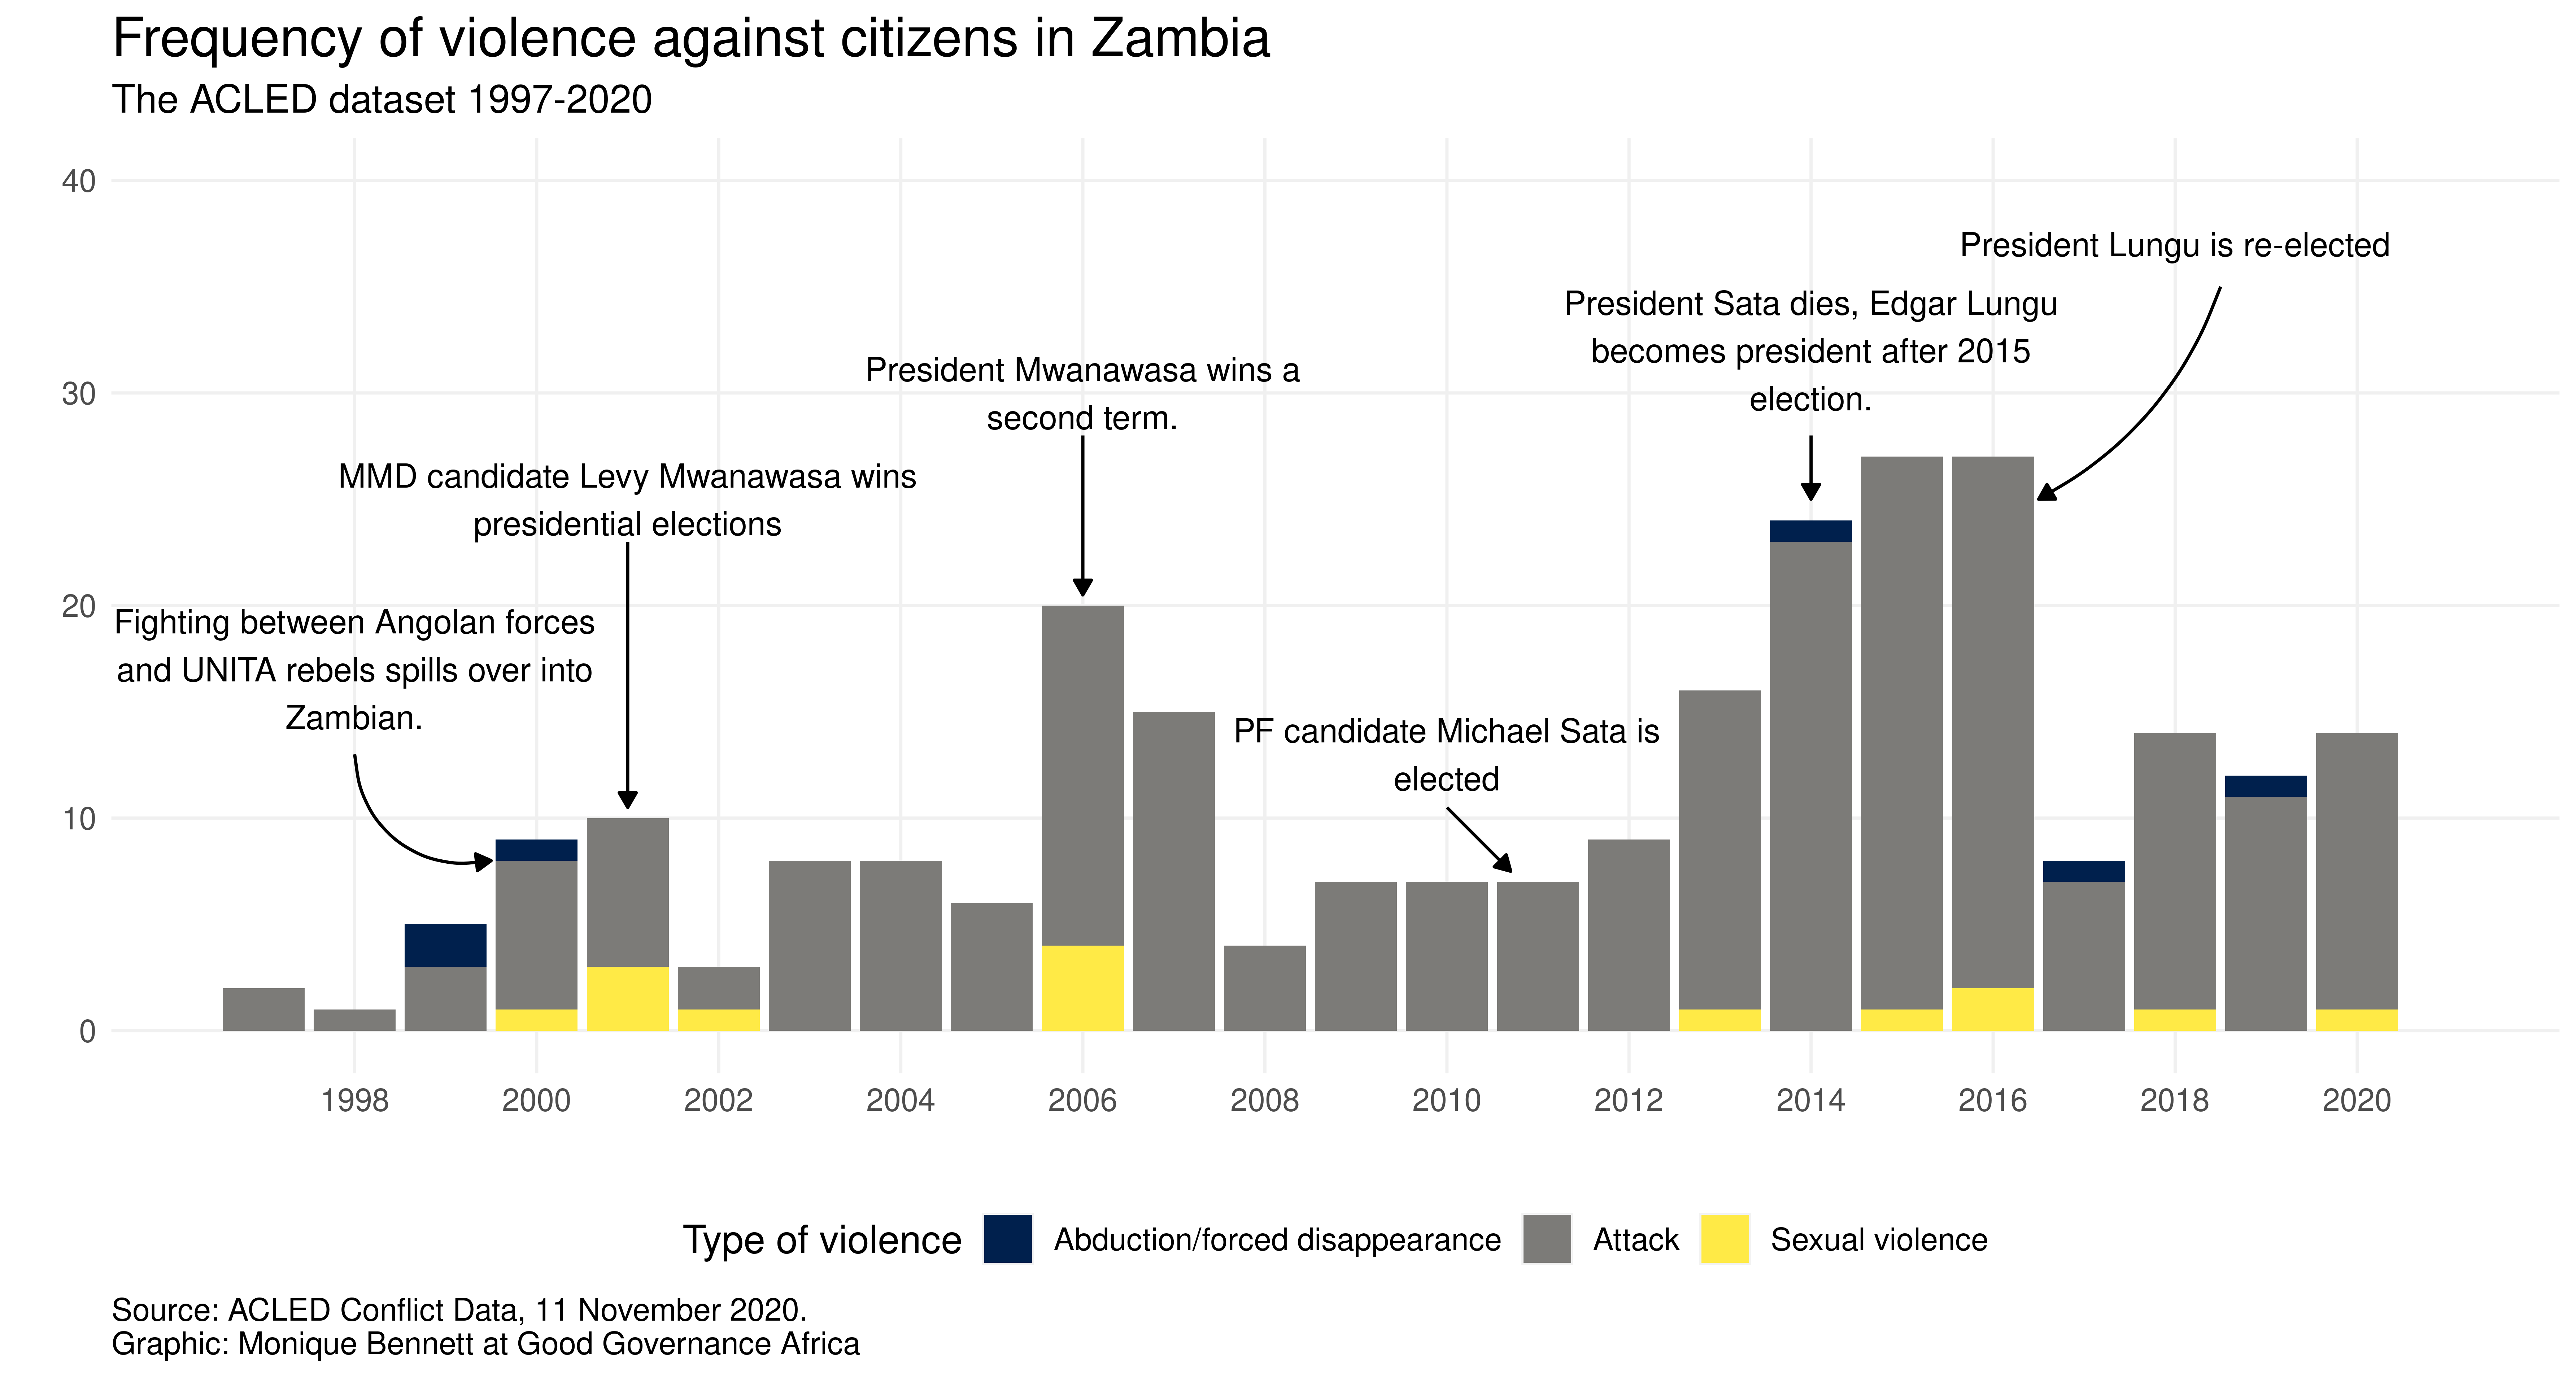 Frequency of violence against citizens in Zambia
The ACLED dataset 1997-2020
40
30
20
10
0
President Lungu is re-elected
President Sata dies, Edgar Lungu
becomes president after 2015
election.
President Mwanawasa wins a
second term.
MMD candidate Levy Mwanawasa wins
presidential elections
Fighting between Angolan forces
and UNITA rebels spills over into
Zambian.
PF candidate Michael Sata is
elected
1998 2000 2002 2004 2006 2008 2010 2012 2014 2016 2018 2020
Type of violence Abduction/forced disappearance Attack Sexual violence
Source: ACLED Conflict Data, 11 November 2020.
Graphic: Monique Bennett at Good Governance Africa